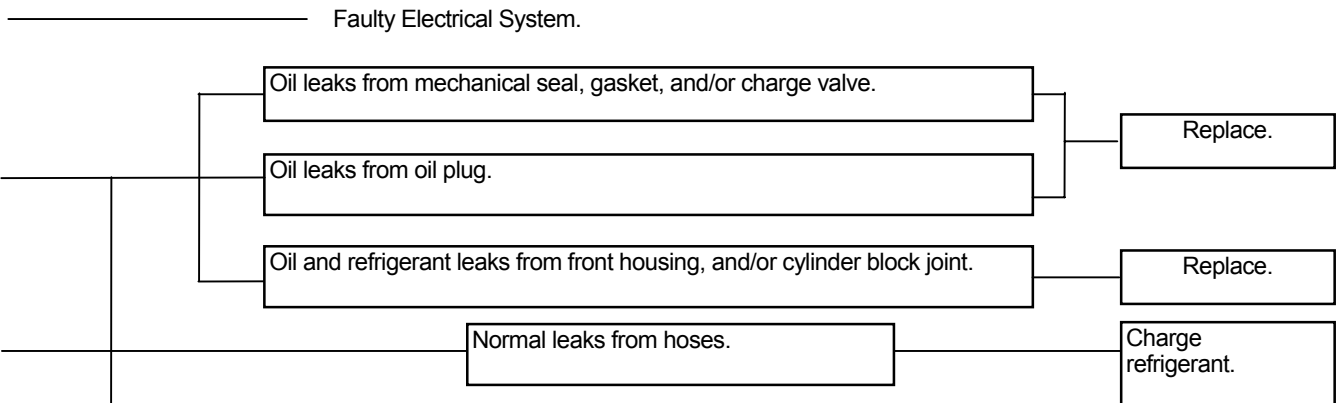 Faulty Electrical System.
Oil leaks from mechanical seal, gasket, and/or charge valve.
Replace.
Oil leaks from oil plug.
Oil and refrigerant leaks from front housing, and/or cylinder block joint.
Replace.
Normal leaks from hoses.
Charge
refrigerant.